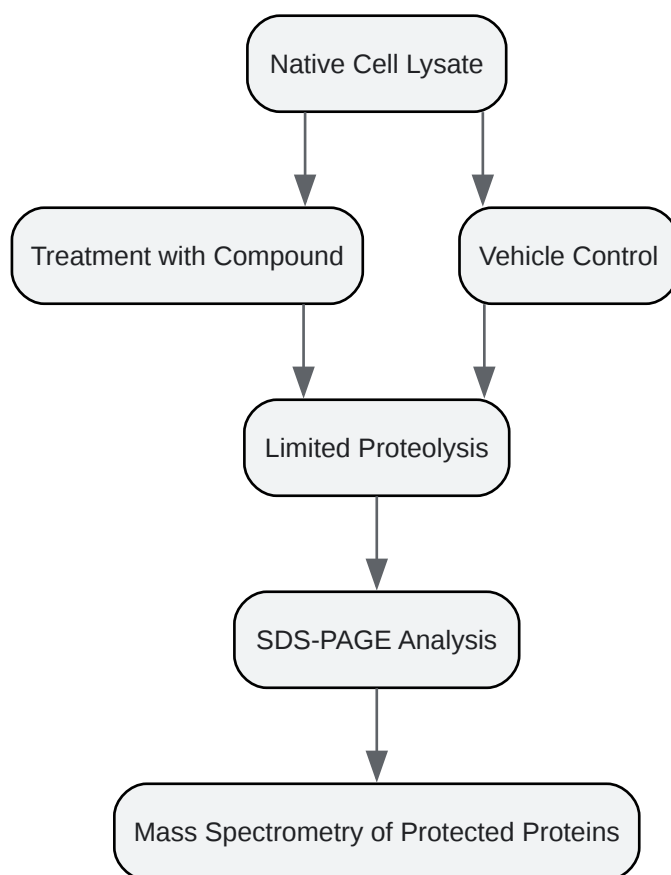 Native Cell Lysate
Treatment with Compound
Vehicle Control
Limited Proteolysis
SDS-PAGE Analysis
Mass Spectrometry of Protected Proteins